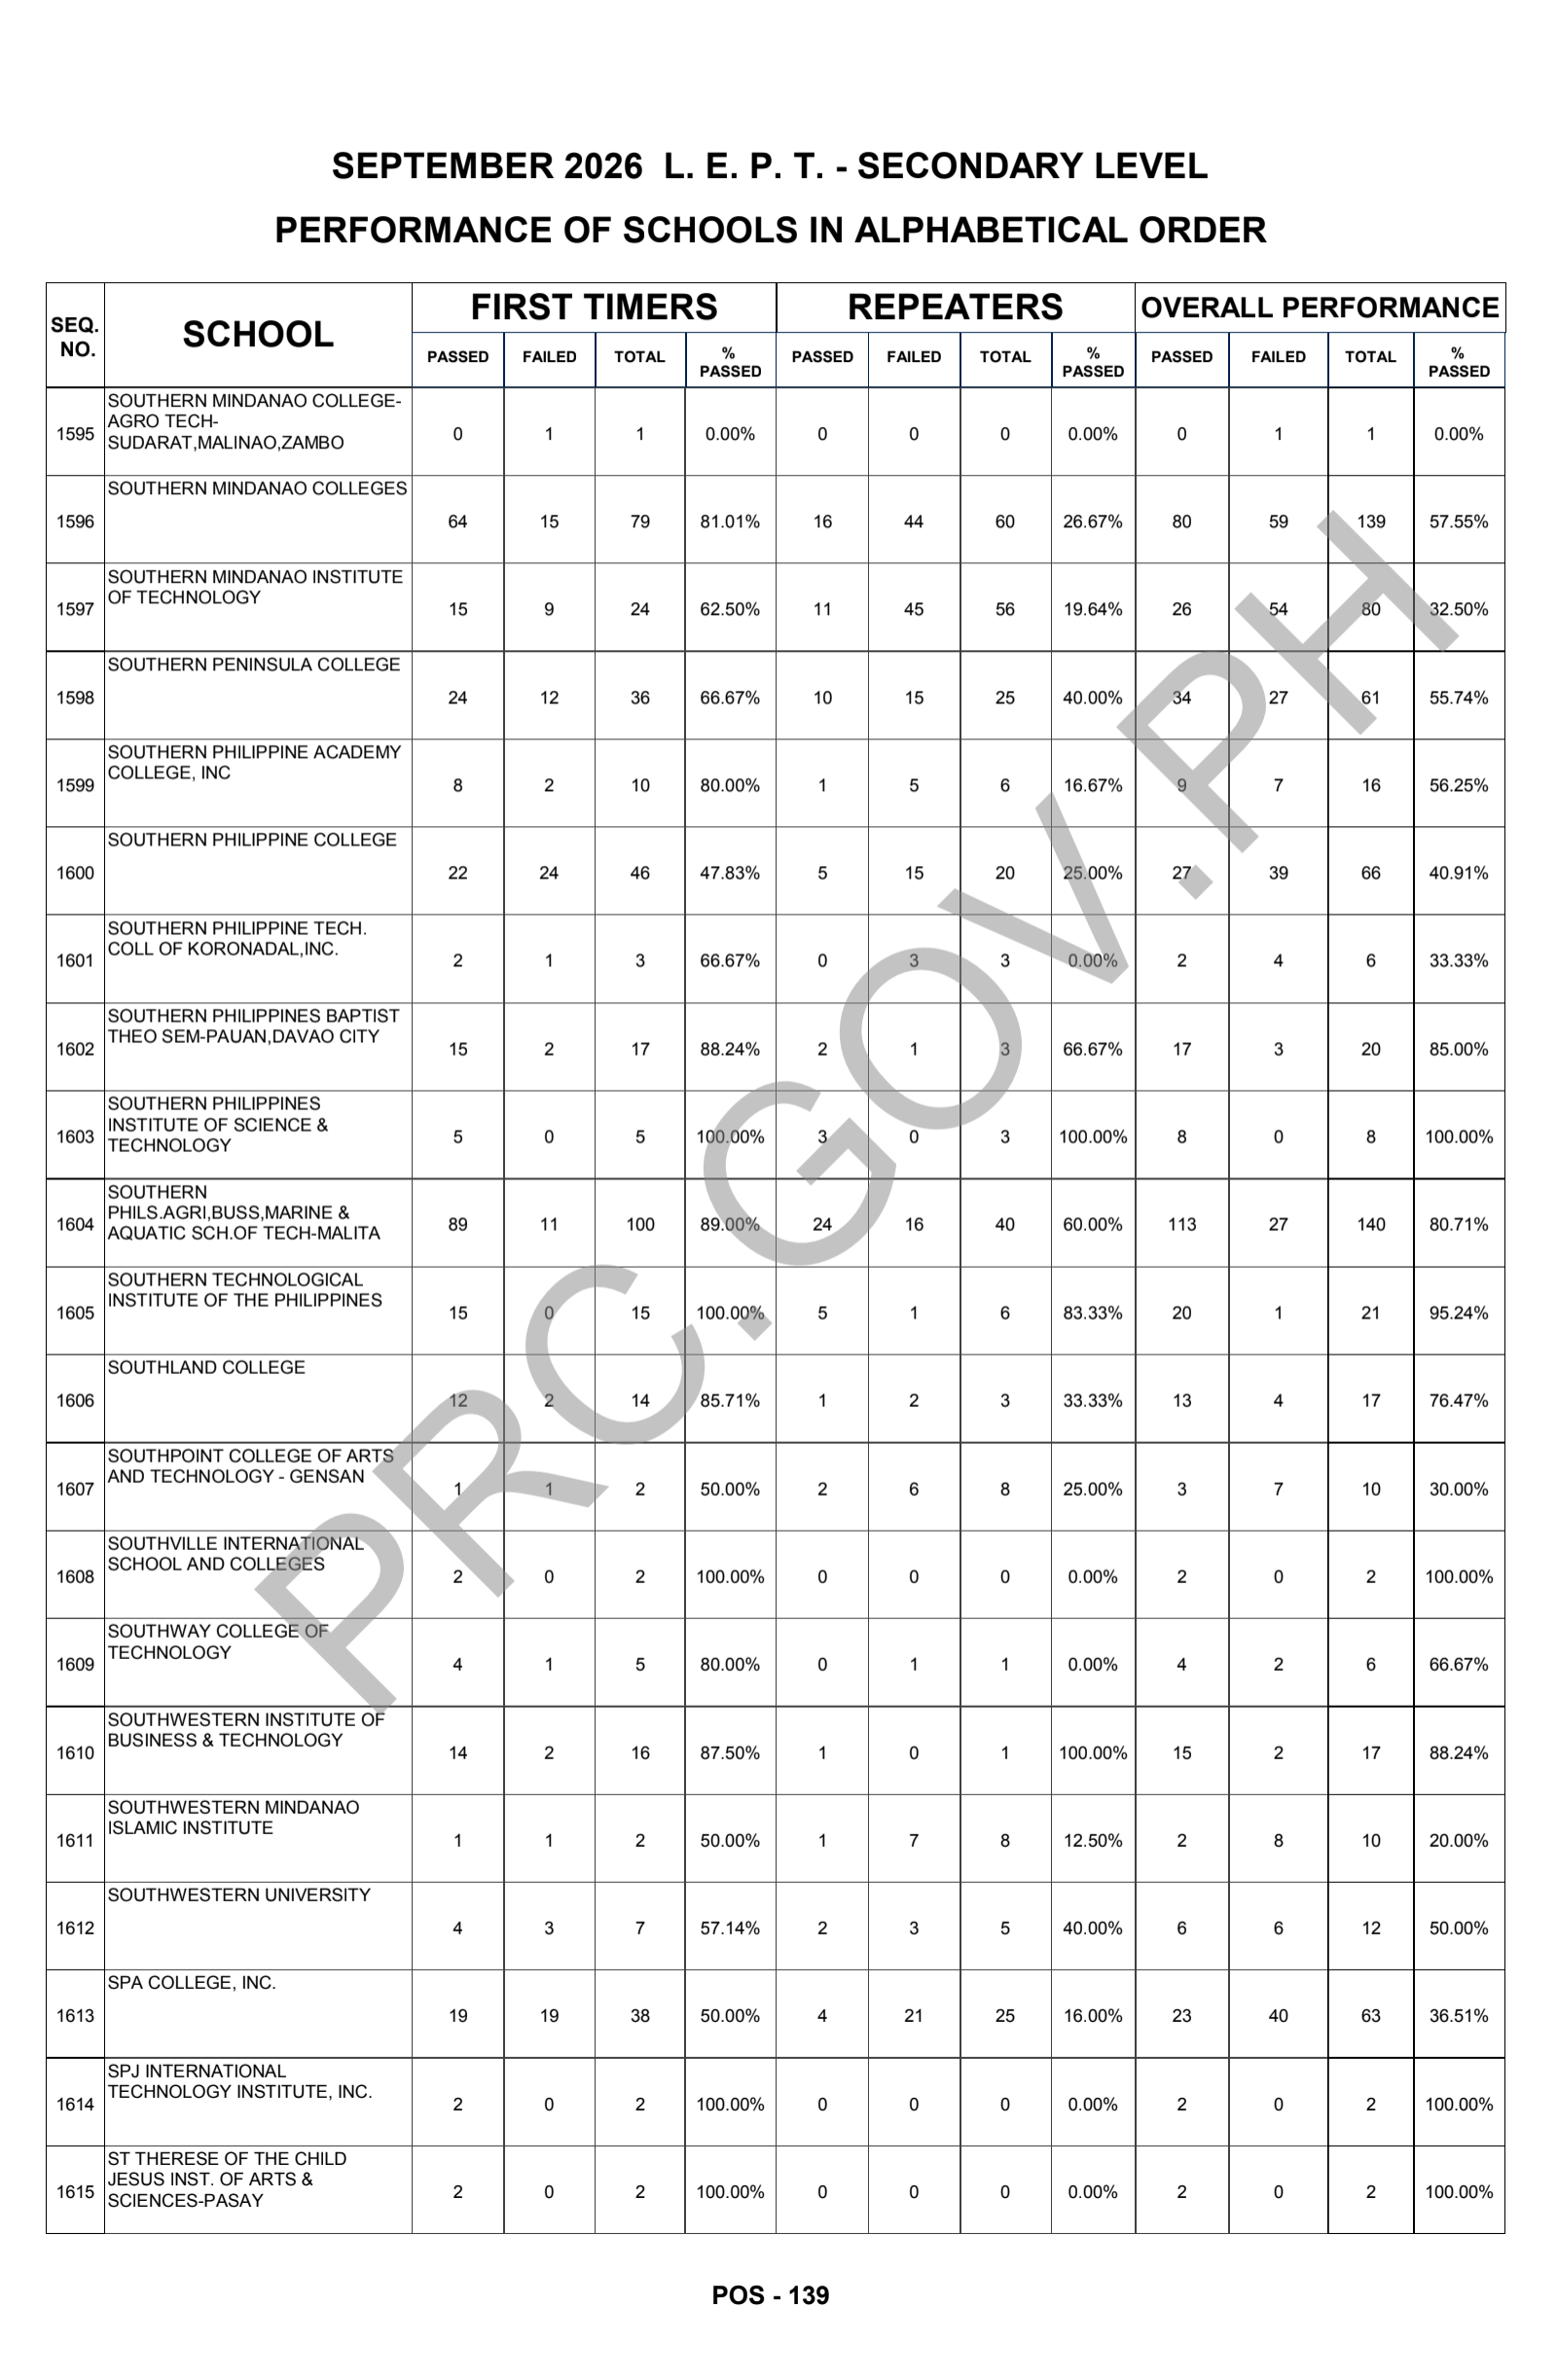 SEPTEMBER 2026 L. E. P. T. - SECONDARY LEVEL
PERFORMANCE OF SCHOOLS IN ALPHABETICAL ORDER
SEQ. NO. SCHOOL FIRST TIMERS REPEATERS OVERALL PERFORMANCE
PASSED FAILED TOTAL % PASSED PASSED FAILED TOTAL % PASSED PASSED FAILED TOTAL % PASSED
SOUTHERN MINDANAO COLLEGE-
AGRO TECH-
SUDARAT,MALINAO,ZAMBO
1595 0 1 1 0.00% 0 0 0 0.00% 0 1 1 0.00%
SOUTHERN MINDANAO COLLEGES
1596 64 15 79 81.01% 16 44 60 26.67% 80 59 139 57.55%
SOUTHERN MINDANAO INSTITUTE
OF TECHNOLOGY
1597 15 9 24 62.50% 11 45 56 19.64% 26 54 80 32.50%
SOUTHERN PENINSULA COLLEGE
1598 24 12 36 66.67% 10 15 25 40.00% 34 27 61 55.74%
SOUTHERN PHILIPPINE ACADEMY
COLLEGE, INC
1599 8 2 10 80.00% 1 5 6 16.67% 9 7 16 56.25%
SOUTHERN PHILIPPINE COLLEGE
1600 22 24 46 47.83% 5 15 20 25.00% 27 39 66 40.91%
SOUTHERN PHILIPPINE TECH.
COLL OF KORONADAL,INC.
1601 2 1 3 66.67% 0 3 3 0.00% 2 4 6 33.33%
SOUTHERN PHILIPPINES BAPTIST
THEO SEM-PAUAN,DAVAO CITY
1602 15 2 17 88.24% 2 1 3 66.67% 17 3 20 85.00%
SOUTHERN PHILIPPINES
INSTITUTE OF SCIENCE &
TECHNOLOGY
1603 5 0 5 100.00% 3 0 3 100.00% 8 0 8 100.00%
SOUTHERN
PHILS.AGRI,BUSS,MARINE &
AQUATIC SCH.OF TECH-MALITA
1604 89 11 100 89.00% 24 16 40 60.00% 113 27 140 80.71%
SOUTHERN TECHNOLOGICAL
INSTITUTE OF THE PHILIPPINES
1605 15 0 15 100.00% 5 1 6 83.33% 20 1 21 95.24%
SOUTHLAND COLLEGE
1606 12 2 14 85.71% 1 2 3 33.33% 13 4 17 76.47%
SOUTHPOINT COLLEGE OF ARTS
AND TECHNOLOGY - GENSAN
1607 1 1 2 50.00% 2 6 8 25.00% 3 7 10 30.00%
SOUTHVILLE INTERNATIONAL
SCHOOL AND COLLEGES
1608 2 0 2 100.00% 0 0 0 0.00% 2 0 2 100.00%
SOUTHWAY COLLEGE OF
TECHNOLOGY
1609 4 1 5 80.00% 0 1 1 0.00% 4 2 6 66.67%
SOUTHWESTERN INSTITUTE OF
BUSINESS & TECHNOLOGY
1610 14 2 16 87.50% 1 0 1 100.00% 15 2 17 88.24%
SOUTHWESTERN MINDANAO
ISLAMIC INSTITUTE
1611 1 1 2 50.00% 1 7 8 12.50% 2 8 10 20.00%
SOUTHWESTERN UNIVERSITY
1612 4 3 7 57.14% 2 3 5 40.00% 6 6 12 50.00%
SPA COLLEGE, INC.
1613 19 19 38 50.00% 4 21 25 16.00% 23 40 63 36.51%
SPJ INTERNATIONAL
TECHNOLOGY INSTITUTE, INC.
1614 2 0 2 100.00% 0 0 0 0.00% 2 0 2 100.00%
ST THERESE OF THE CHILD
JESUS INST. OF ARTS &
SCIENCES-PASAY
1615 2 0 2 100.00% 0 0 0 0.00% 2 0 2 100.00%
PRC.GOV.PH
POS - 139